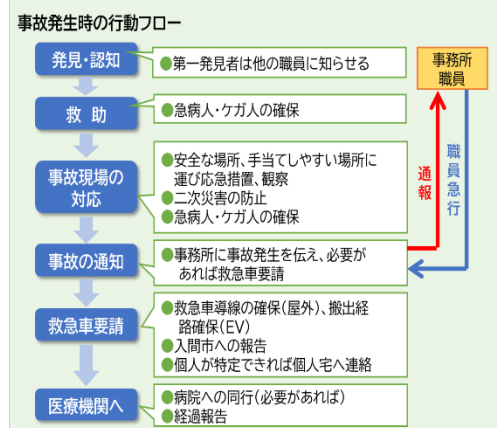 事故発生時の行動フロー
発見・認知
●第一発見者は他の職員に知らせる
事務所
職員
救 助
●急病人・ケガ人の確保
事故現場の
対応
●安全な場所、手当てしやすい場所に
運び応急措置、観察
●二次災害の防止
●急病人・ケガ人の確保
通報
職員急行
事故の通知
●事務所に事故発生を伝え、必要が
あれば救急車要請
救急車要請
●救急車導線の確保(屋外)、搬出経
路確保(EV)
●入間市への報告
●個人が特定できれば個人宅へ連絡
医療機関へ
●病院への同行(必要があれば)
●経過報告